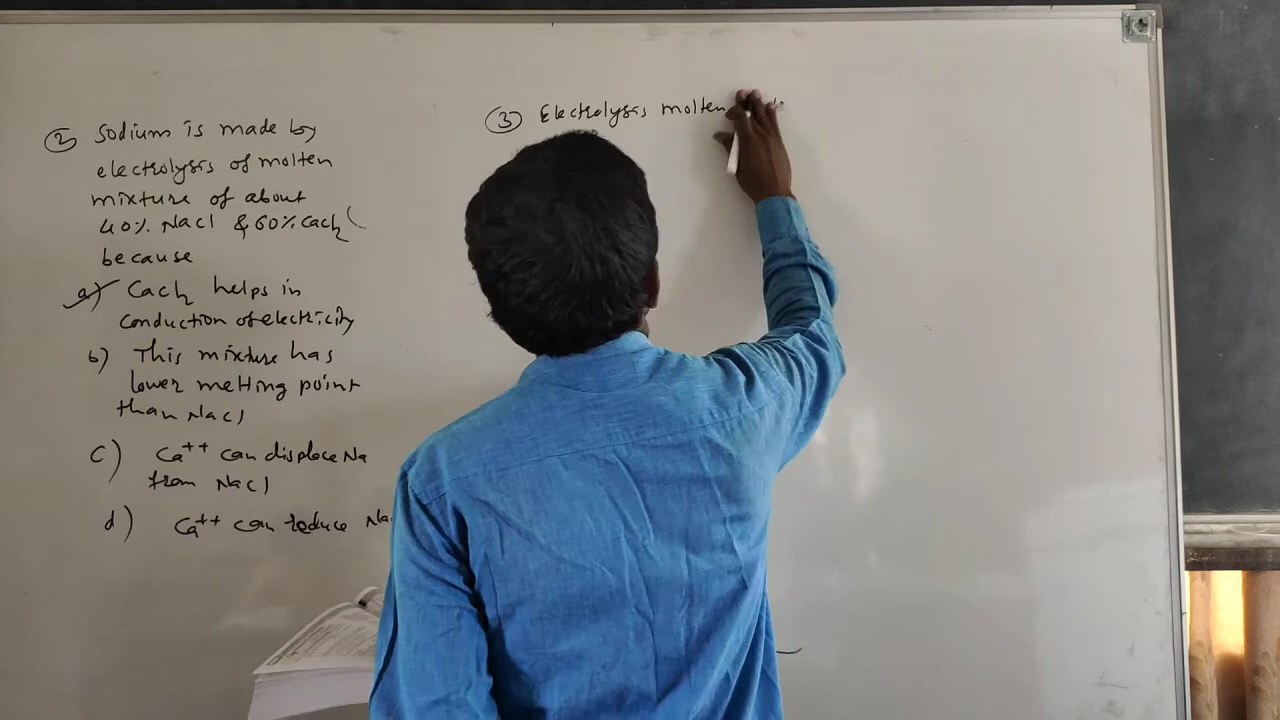 ② Sodium is made by
electrolysis of molten
mixture of about
40% NaCl & 60% CaCl2
because
a) CaCl2 helps in
conduction of electricity
b) This mixture has
lower melting point
than NaCl
c) Ca++ can displace Na
from NaCl
d) Ca++ can reduce Na
③ Electrolysis molten